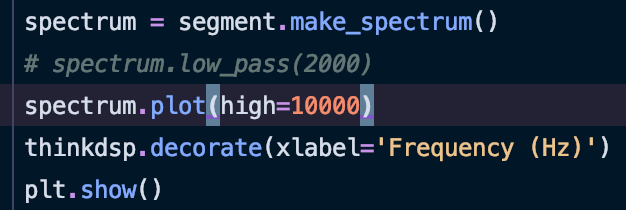 spectrum = segment.make_spectrum()
# spectrum.low_pass(2000)
spectrum.plot(high=10000)
thinkdsp.decorate(xlabel='Frequency (Hz)')
plt.show()